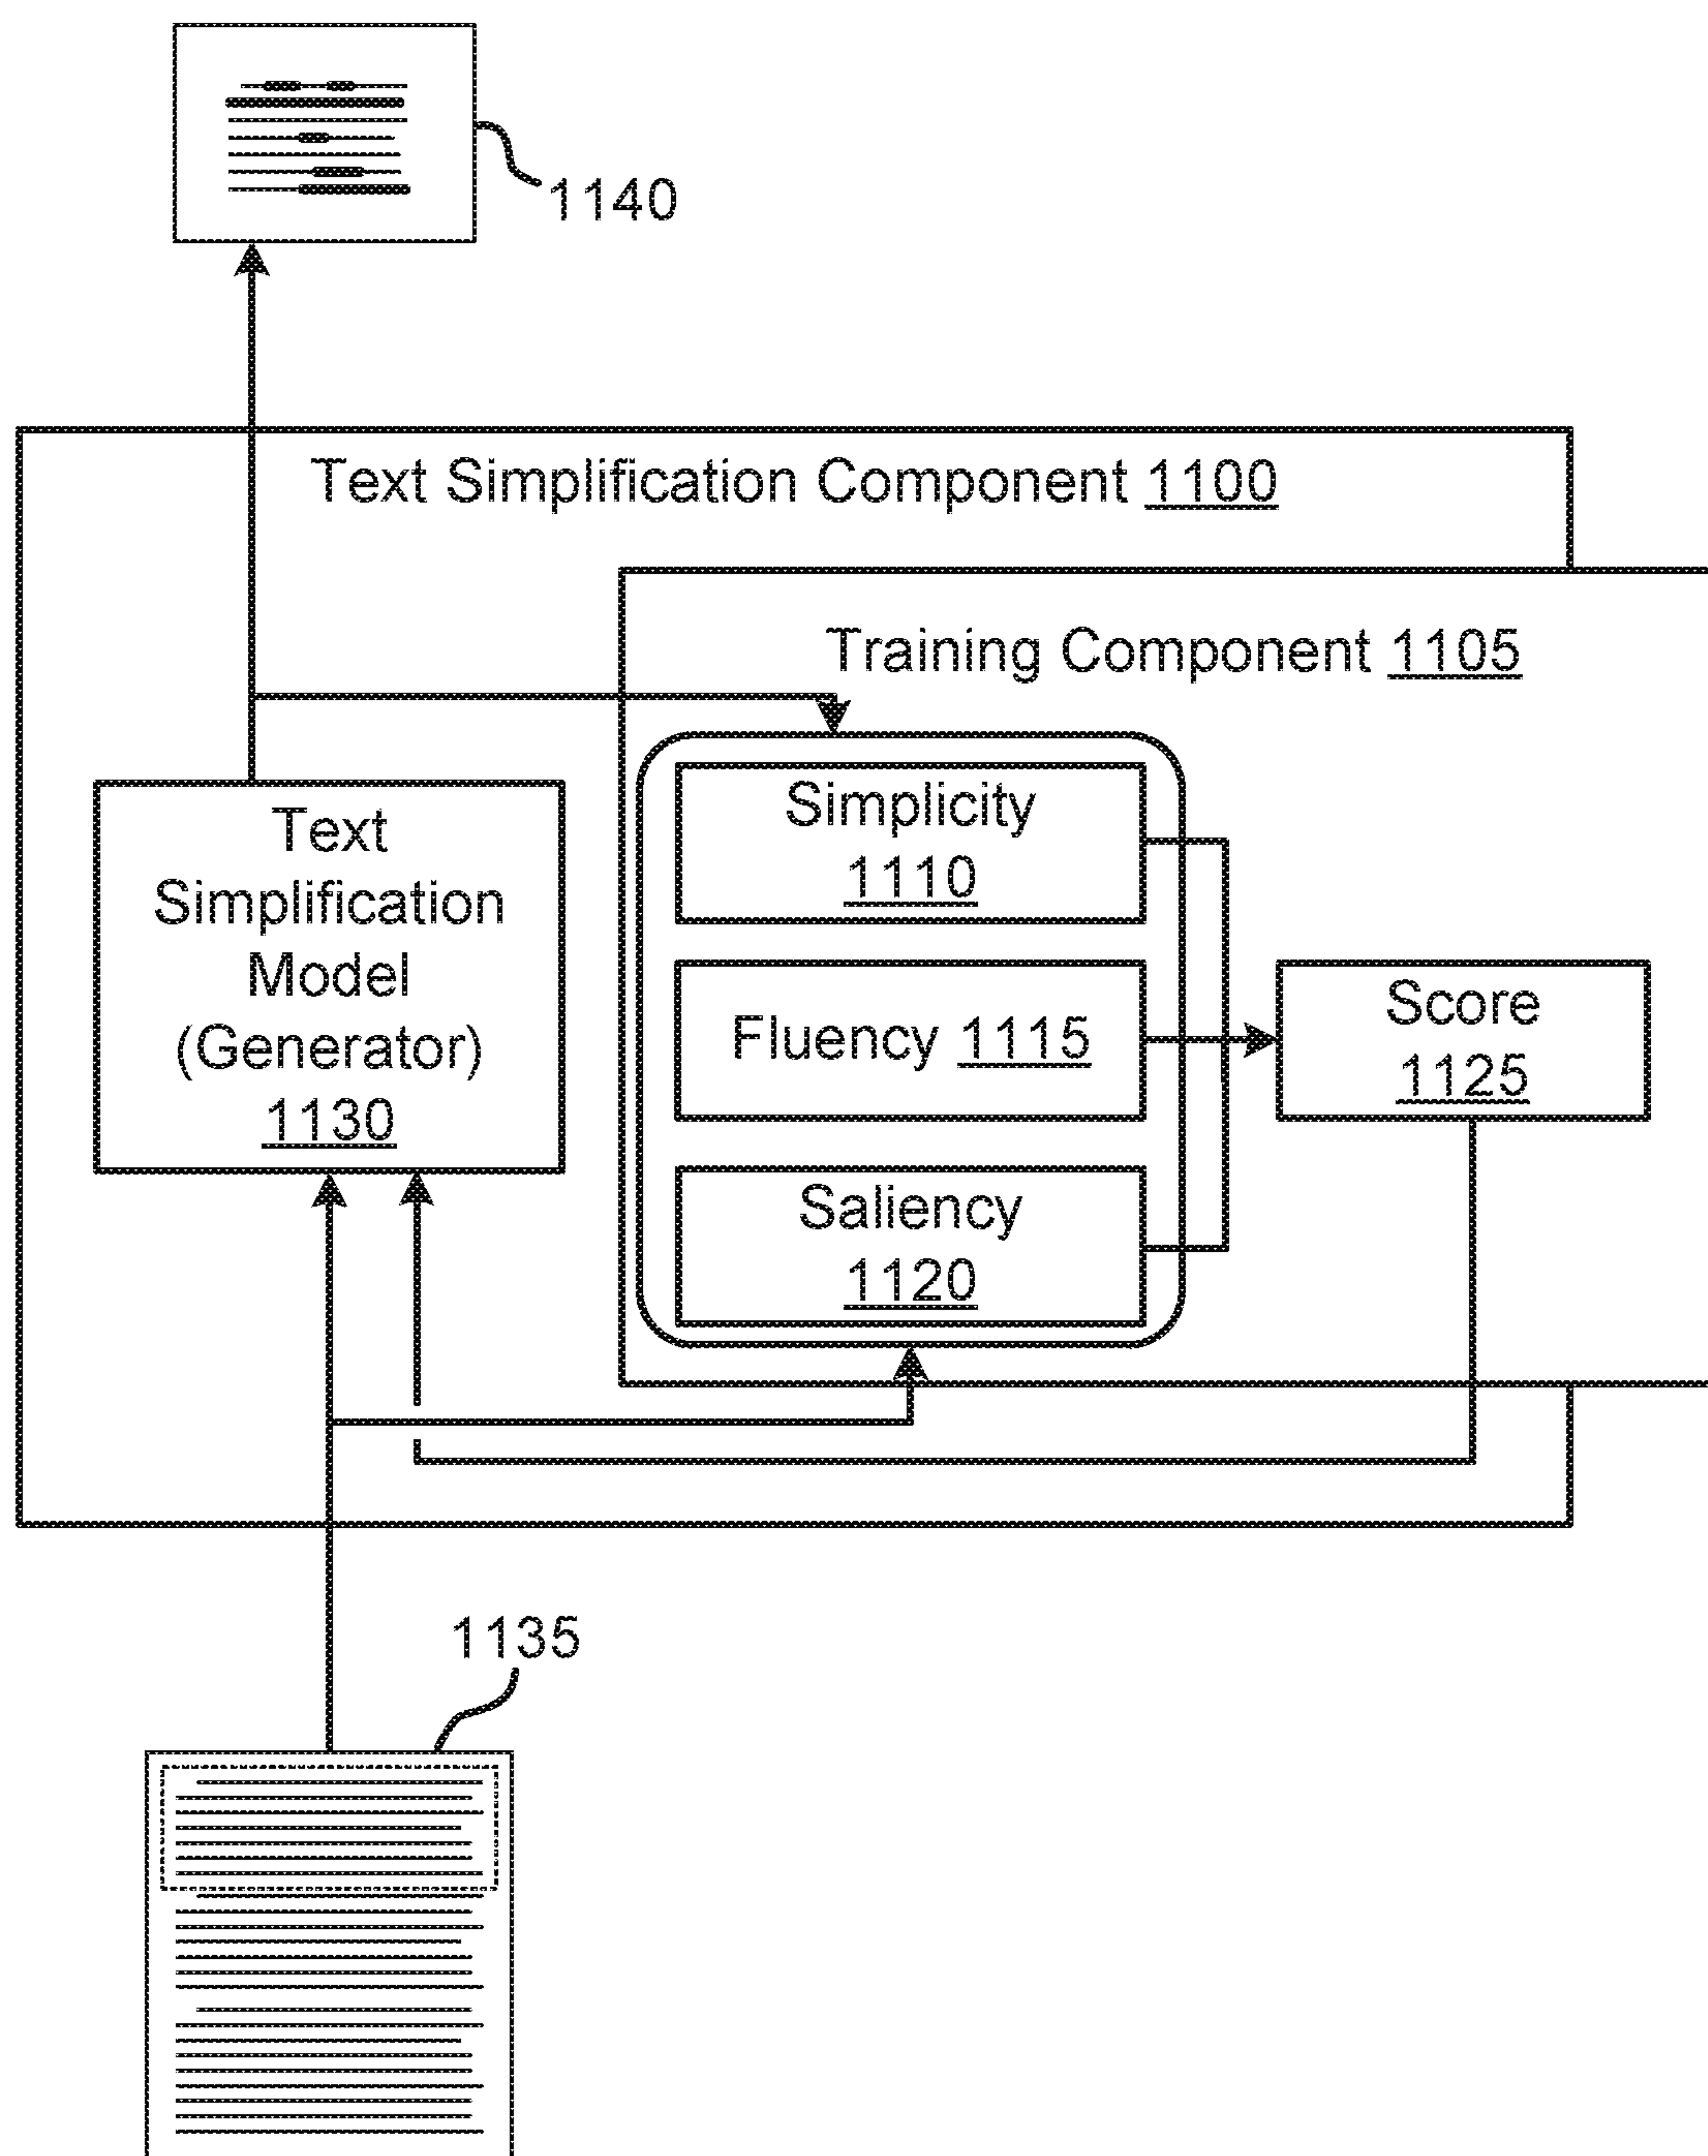 1140
Text Simplification Component 1100
Training Component 1105
Text
Simplification
Model
(Generator)
1130
Simplicity
1110
Fluency 1115
Saliency
1120
Score
1125
1135